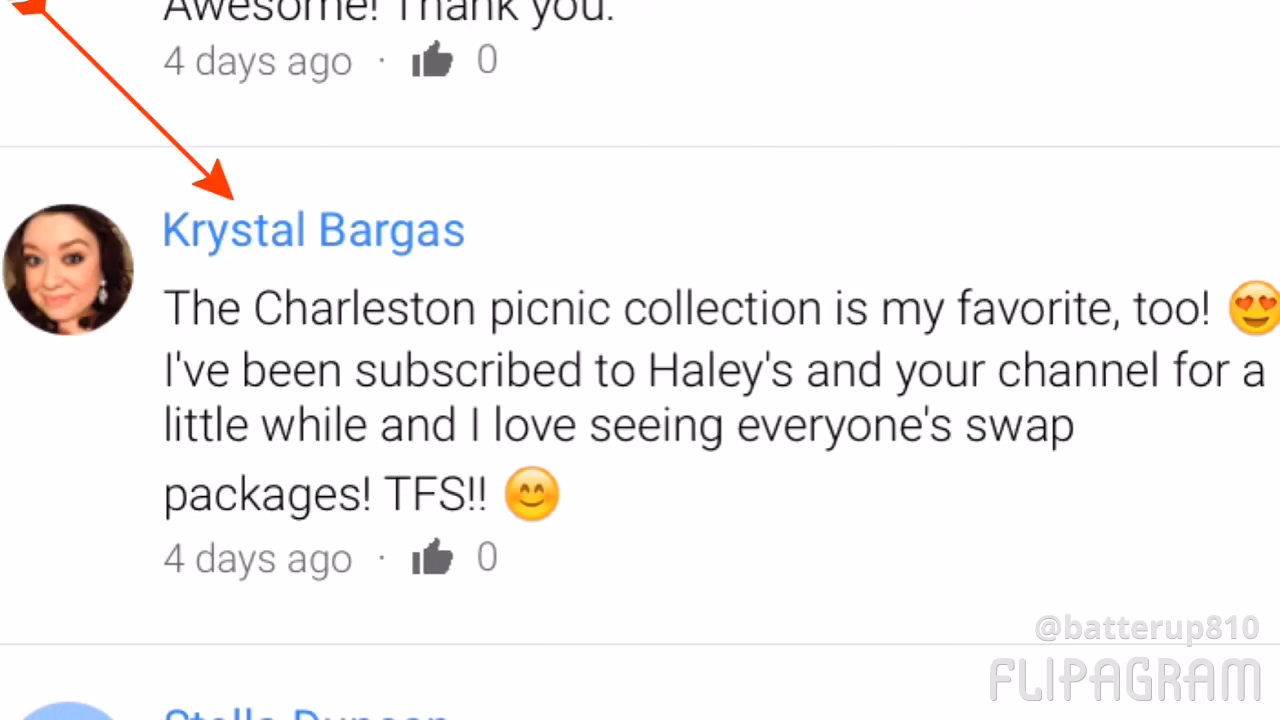 Awesome! Thank you.
4 days ago · 0
Krystal Bargas
The Charleston picnic collection is my favorite, too! 😍
I've been subscribed to Haley's and your channel for a
little while and I love seeing everyone's swap
packages! TFS!! 😊
4 days ago · 0
@batterup810
FLIPAGRAM
Stella Duncan